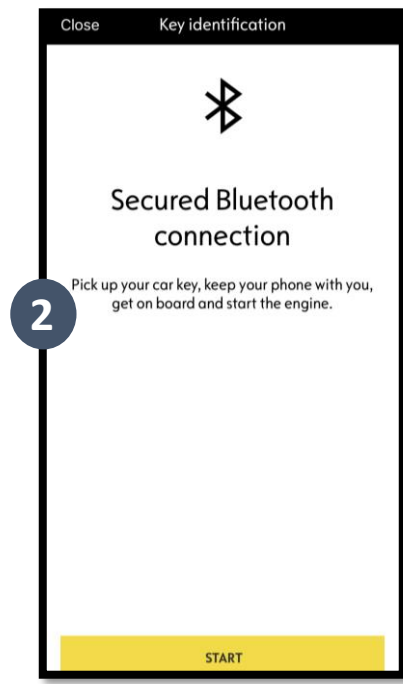 Close Key identification
Secured Bluetooth
connection
Pick up your car key, keep your phone with you,
get on board and start the engine.
2
START